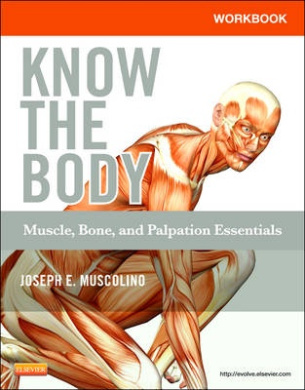 WORKBOOK
KNOW
THE
BODY
Muscle, Bone, and Palpation Essentials
JOSEPH E. MUSCOLINO
ELSEVIER
http://evolve.elsevier.com